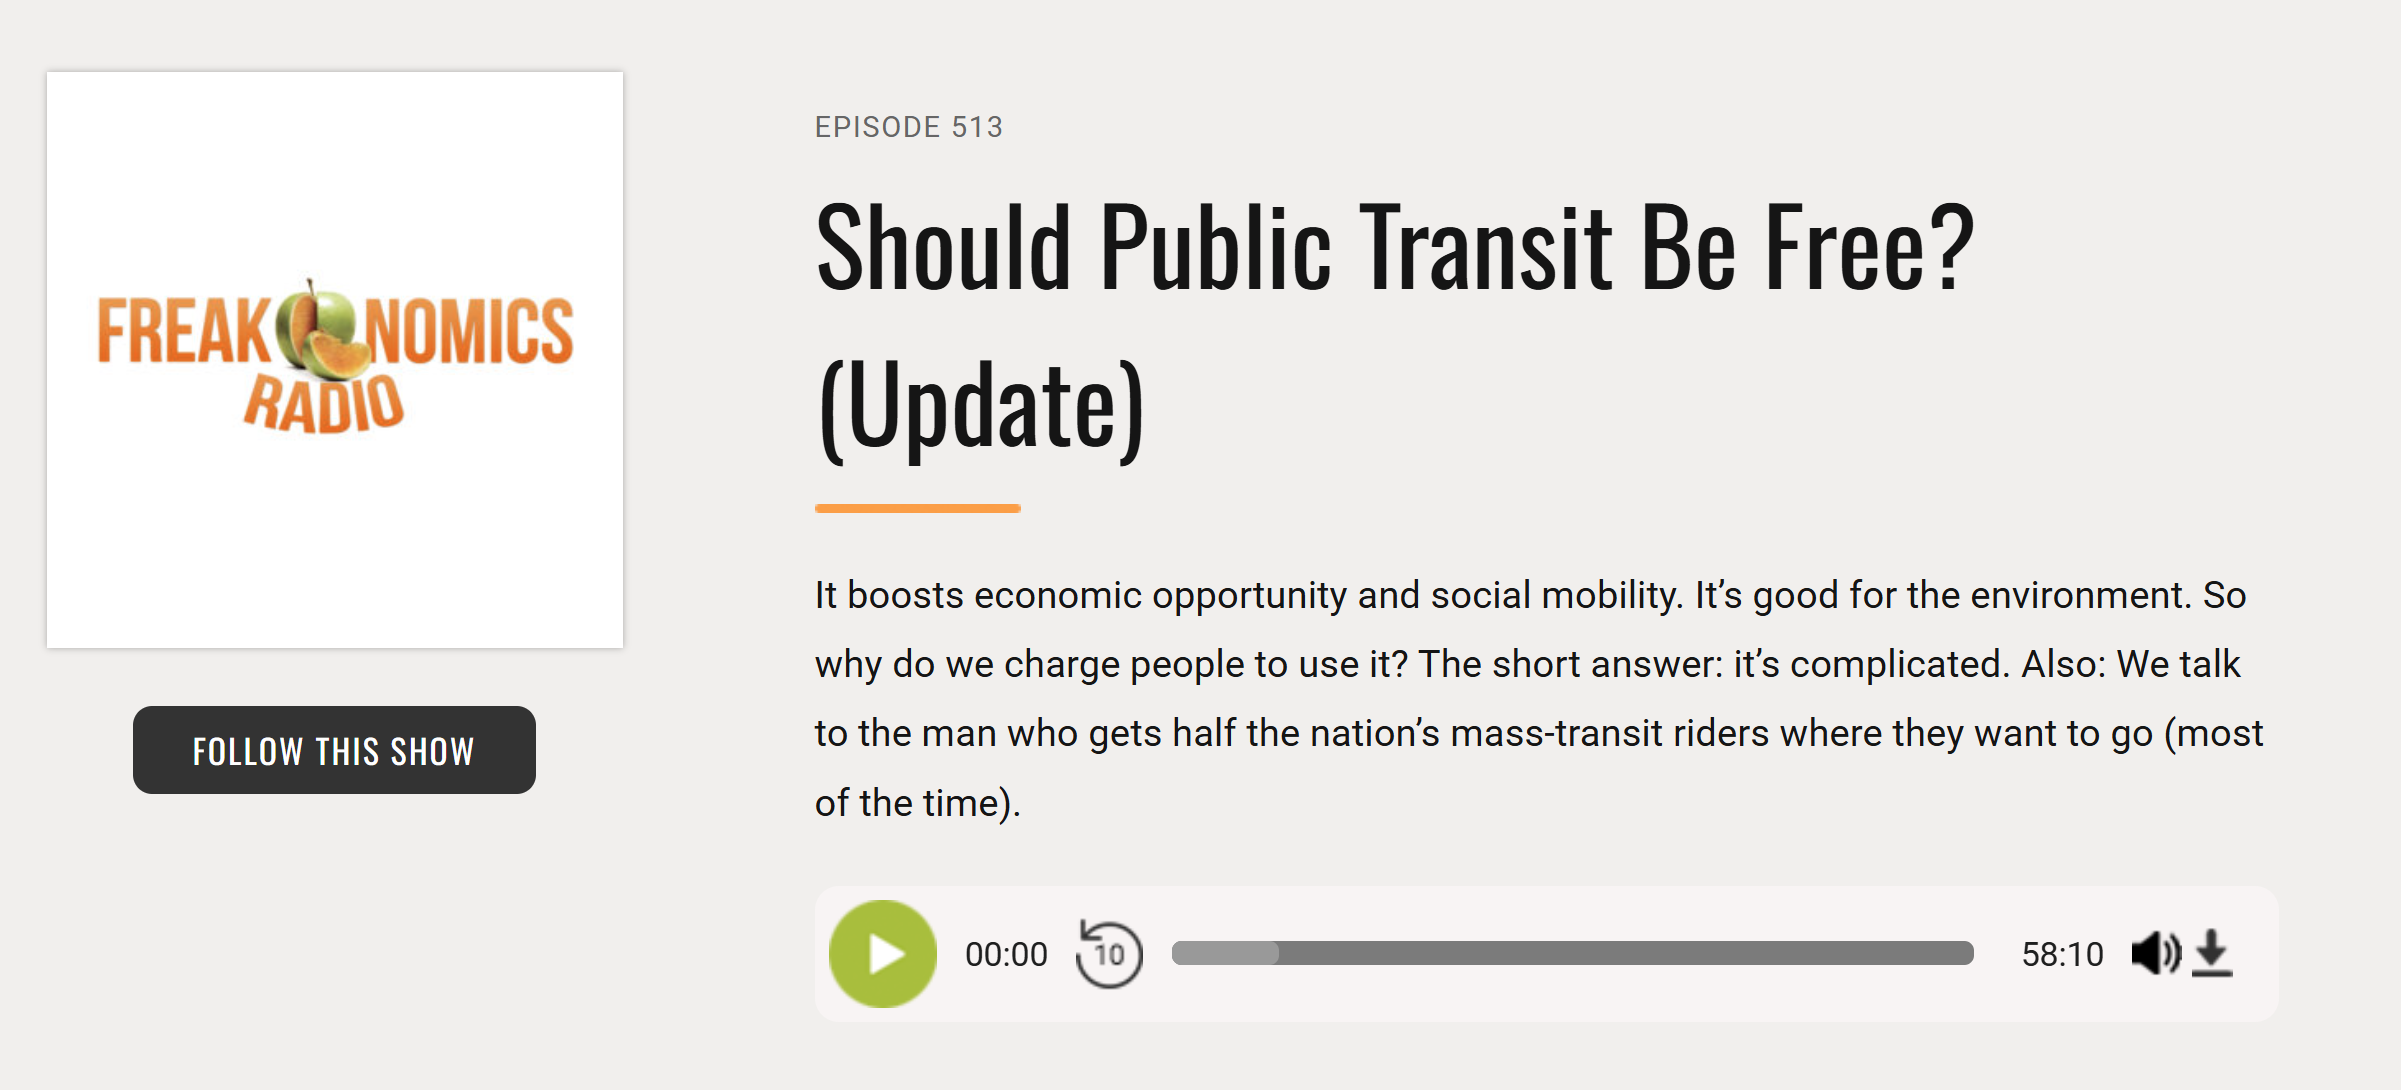 FREAKONOMICS
RADIO
FOLLOW THIS SHOW
EPISODE 513
Should Public Transit Be Free?
(Update)
It boosts economic opportunity and social mobility. It’s good for the environment. So
why do we charge people to use it? The short answer: it’s complicated. Also: We talk
to the man who gets half the nation’s mass-transit riders where they want to go (most
of the time).
00:00 10 58:10